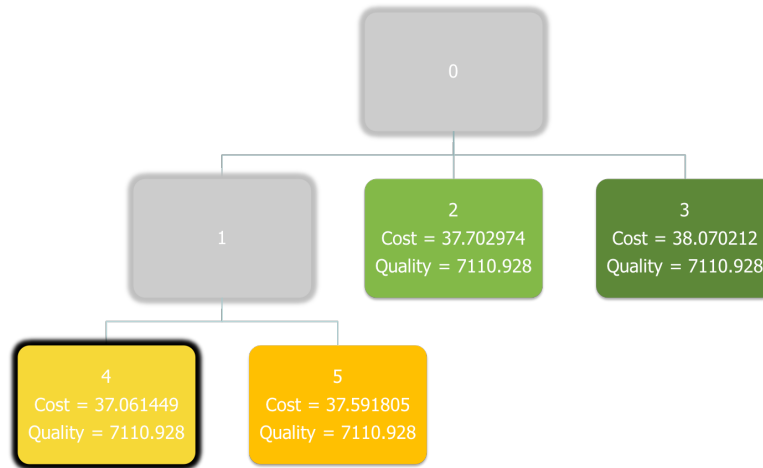 0
1
2
Cost = 37.702974
Quality = 7110.928
3
Cost = 38.070212
Quality = 7110.928
4
Cost = 37.061449
Quality = 7110.928
5
Cost = 37.591805
Quality = 7110.928